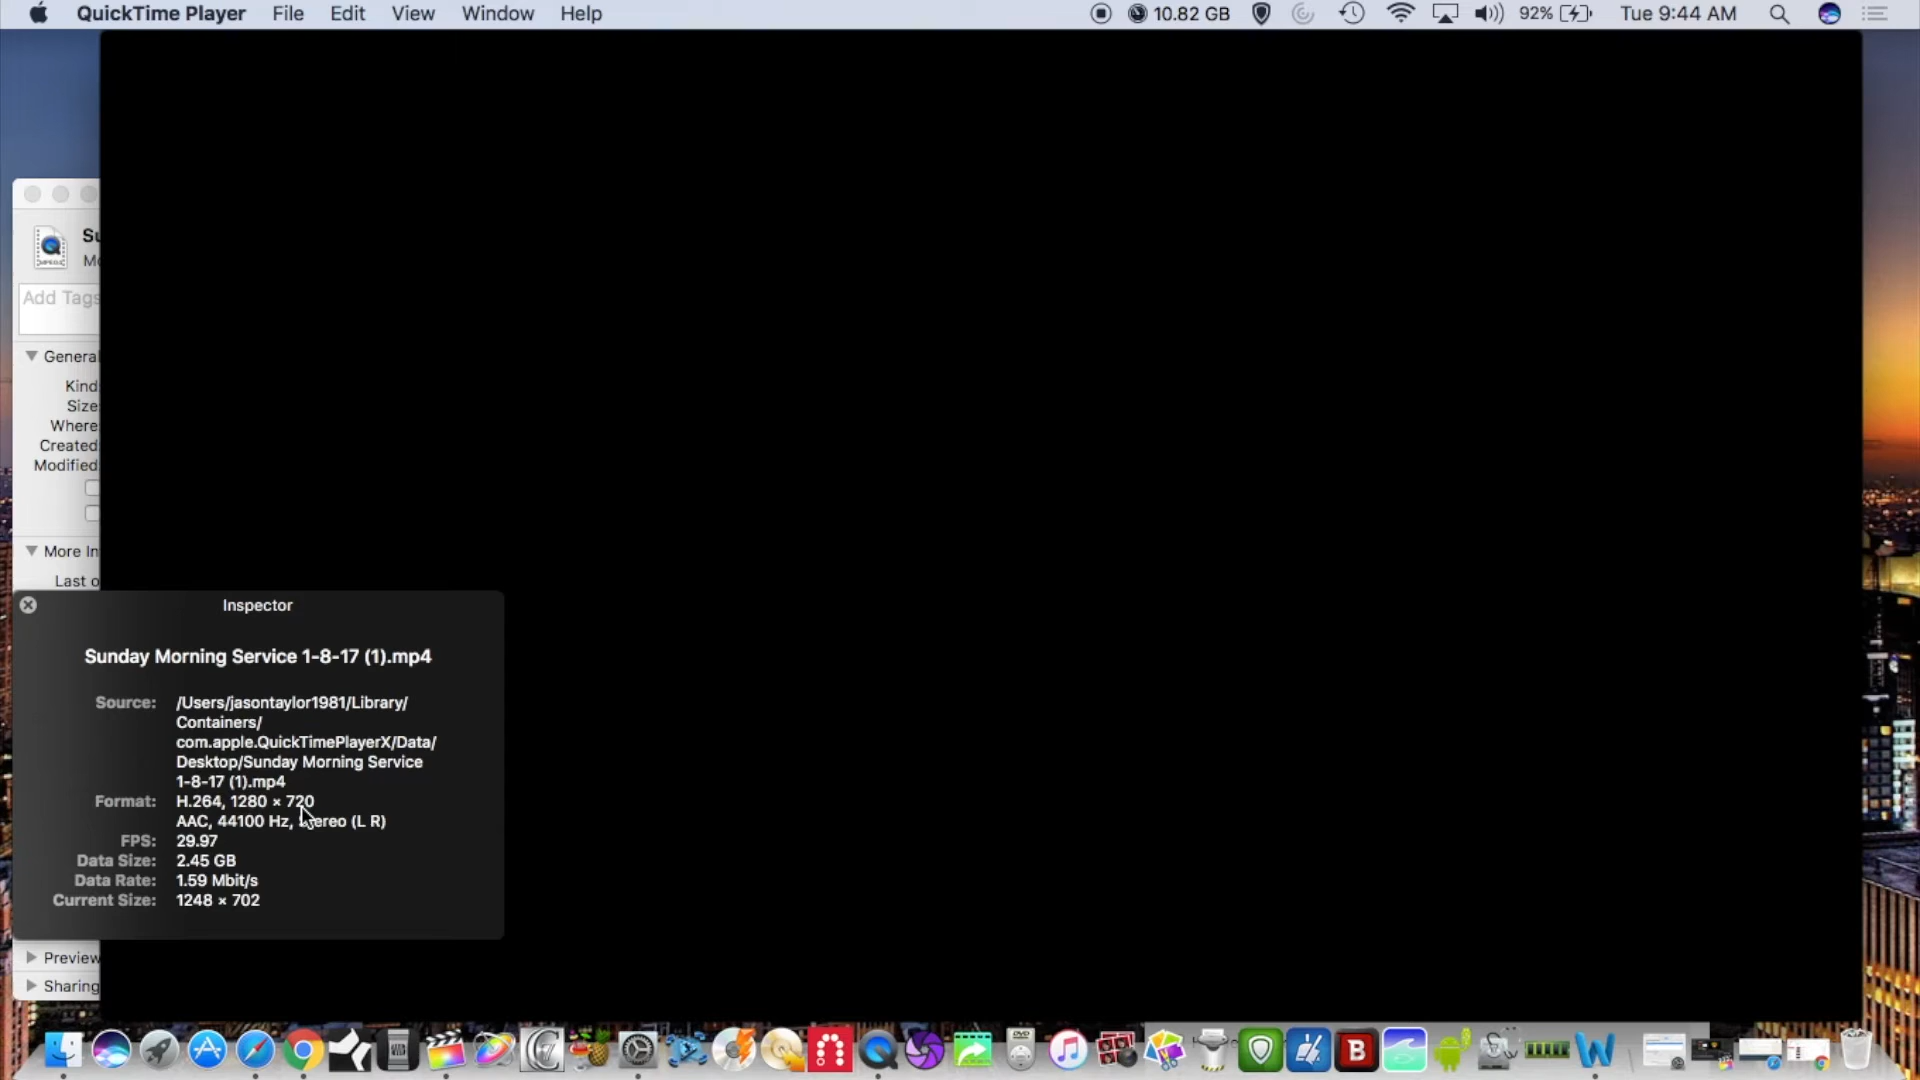 QuickTime Player File Edit View Window Help 10.82 GB 92% Tue 9:44 AM
Su
Mo
Add Tags
General
Kind:
Size:
Where:
Created:
Modified:
More In
Last o
Inspector
Sunday Morning Service 1-8-17 (1).mp4
Source: /Users/jasontaylor1981/Library/
Containers/
com.apple.QuickTimePlayerX/Data/
Desktop/Sunday Morning Service
1-8-17 (1).mp4
Format: H.264, 1280 × 720
AAC, 44100 Hz, Stereo (L R)
FPS: 29.97
Data Size: 2.45 GB
Data Rate: 1.59 Mbit/s
Current Size: 1248 × 702
Preview
Sharing